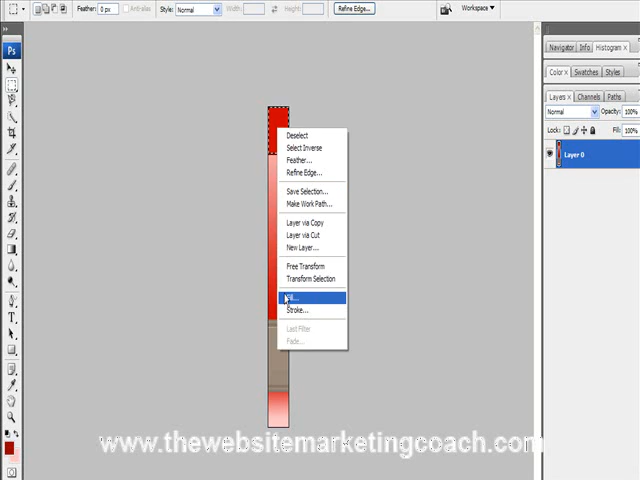 Feather: 0 px Anti-alias Style: Normal Width: Height: Refine Edge... Workspace
Ps
Navigator Info Histogram x
Color x Swatches Styles
Layers x Channels Paths
Normal Opacity: 100%
Lock: Fill: 100%
Layer 0
Deselect
Select Inverse
Feather...
Refine Edge...
Save Selection...
Make Work Path...
Layer via Copy
Layer via Cut
New Layer...
Free Transform
Transform Selection
Fill...
Stroke...
Last Filter
Fade...
T
www.thewebsitemarketingcoach.com